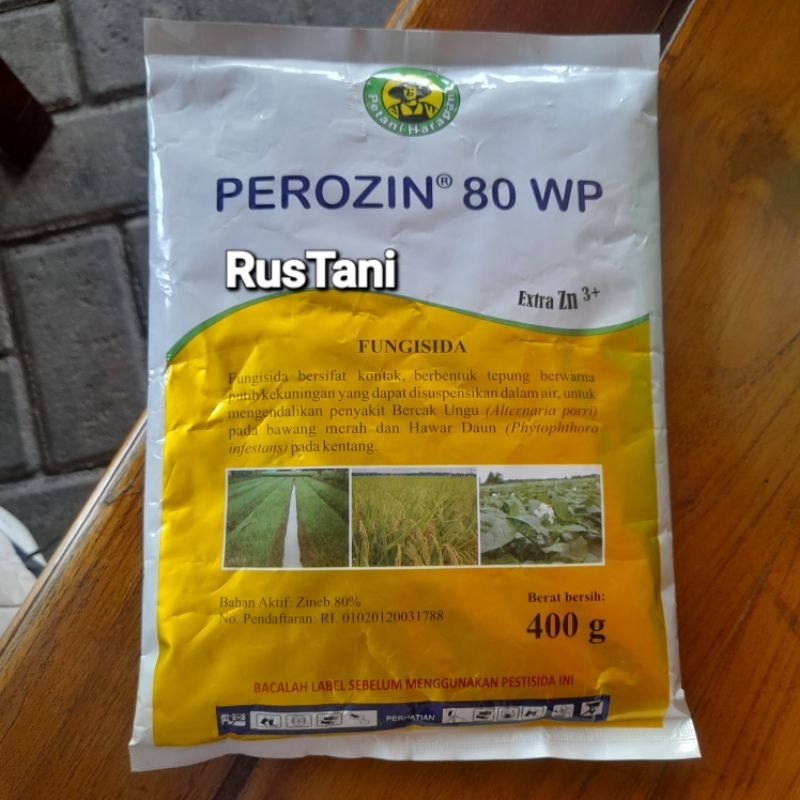 Petani Harapan
PEROZIN® 80 WP
RusTani
Extra Zn 3+
FUNGISIDA
Fungisida bersifat kontak, berbentuk tepung berwarna
putih kekuningan yang dapat disuspensikan dalam air, untuk
mengendalikan penyakit Bercak Ungu (Alternaria porri)
pada bawang merah dan Hawar Daun (Phytophthora
infestans) pada kentang.
Bahan Aktif: Zineb 80%
No. Pendaftaran: RI. 01020120031788
Berat bersih:
400 g
BACALAH LABEL SEBELUM MENGGUNAKAN PESTISIDA INI
PERHATIAN